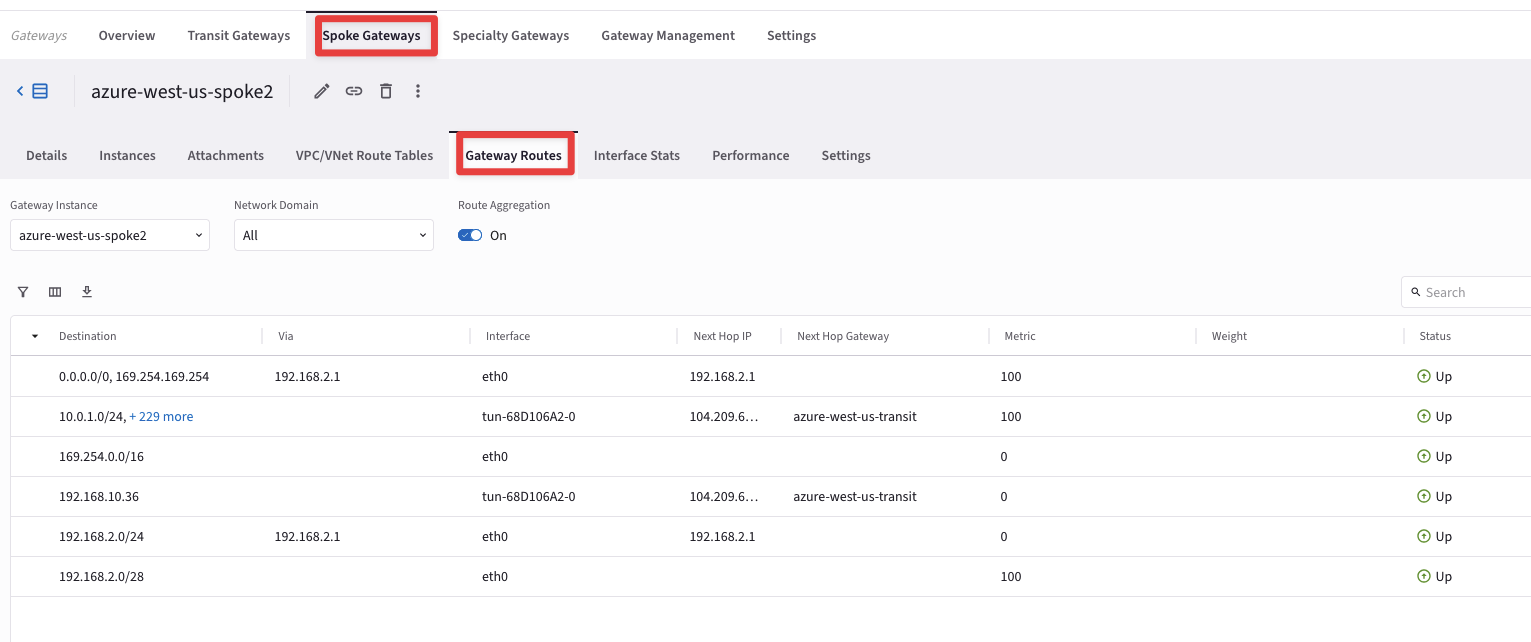 Gateways Overview Transit Gateways Spoke Gateways Specialty Gateways Gateway Management Settings
azure-west-us-spoke2
Details Instances Attachments VPC/VNet Route Tables Gateway Routes Interface Stats Performance Settings
Gateway Instance Network Domain Route Aggregation
azure-west-us-spoke2 All On
Search
Destination Via Interface Next Hop IP Next Hop Gateway Metric Weight Status
0.0.0.0/0, 169.254.169.254 192.168.2.1 eth0 192.168.2.1 100 Up
10.0.1.0/24, + 229 more tun-68D106A2-0 104.209.6... azure-west-us-transit 100 Up
169.254.0.0/16 eth0 0 Up
192.168.10.36 tun-68D106A2-0 104.209.6... azure-west-us-transit 0 Up
192.168.2.0/24 192.168.2.1 eth0 192.168.2.1 0 Up
192.168.2.0/28 eth0 100 Up